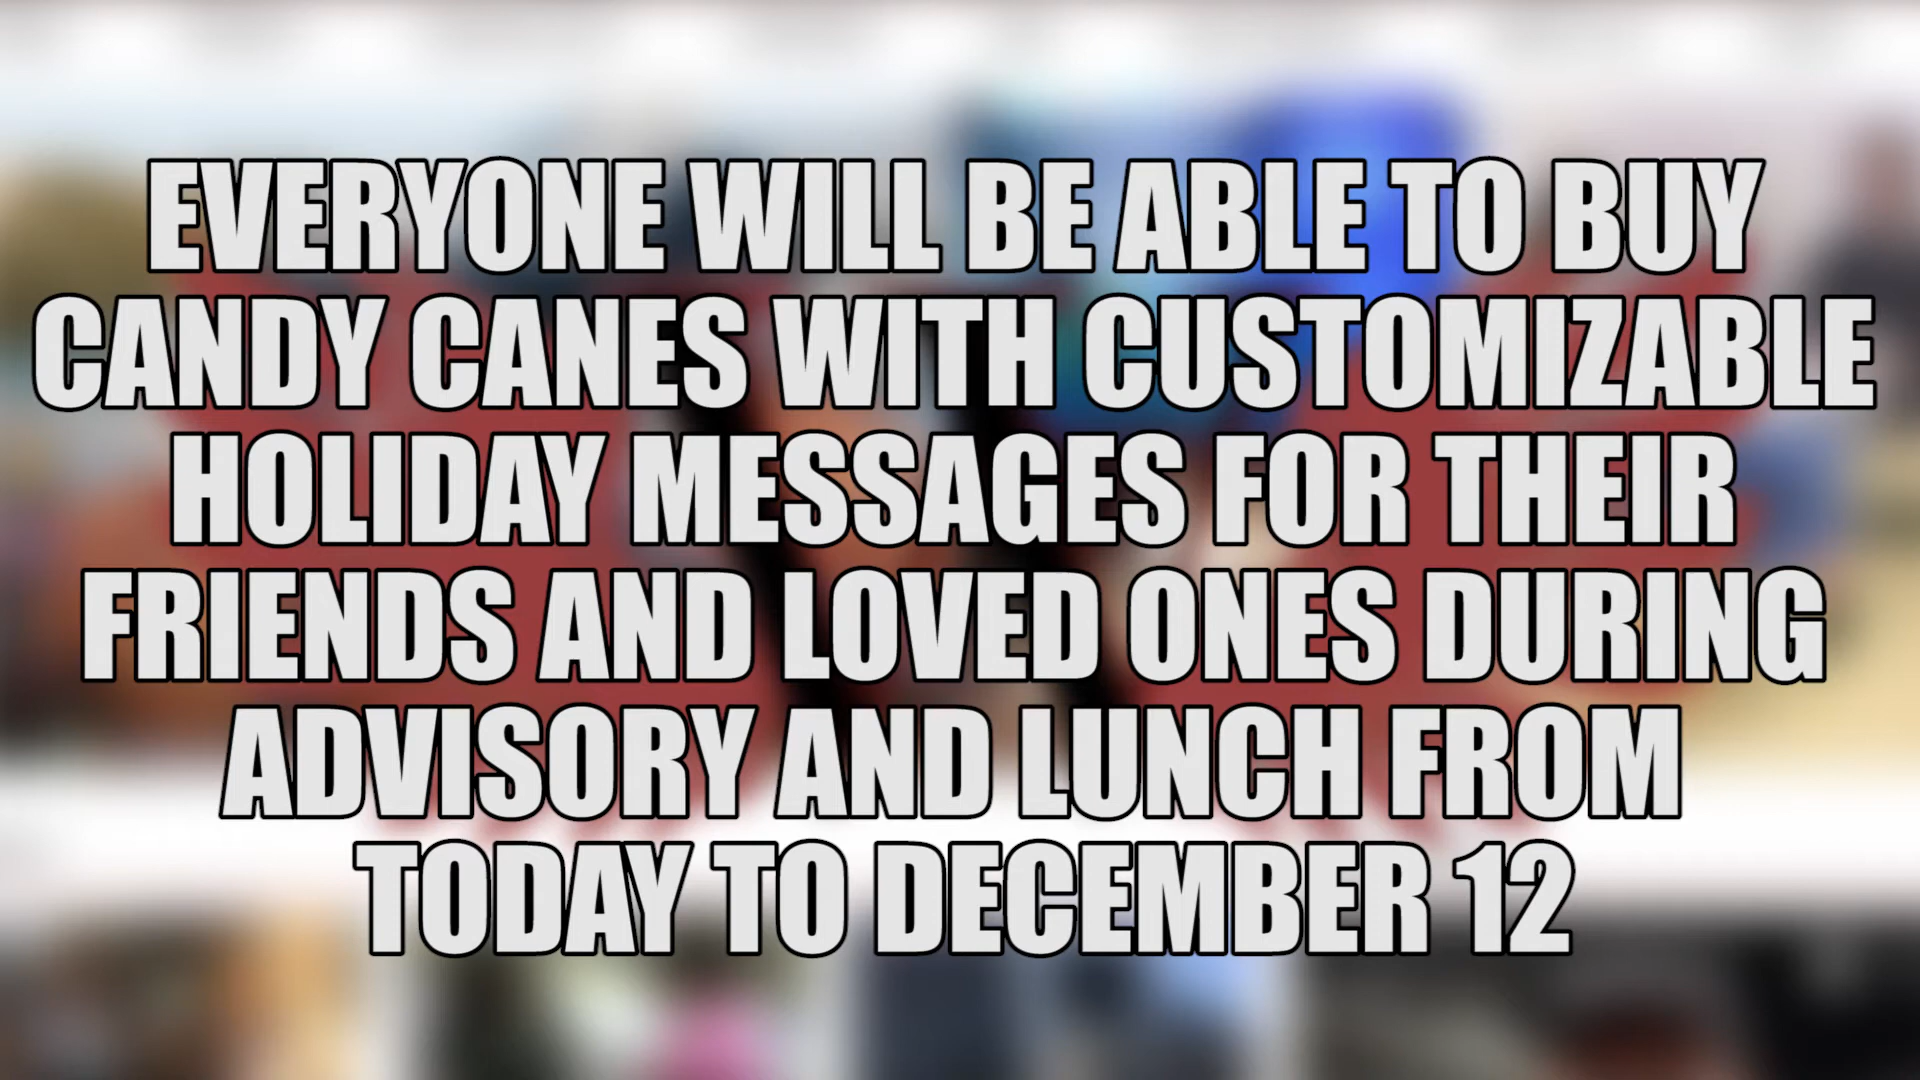 EVERYONE WILL BE ABLE TO BUY
CANDY CANES WITH CUSTOMIZABLE
HOLIDAY MESSAGES FOR THEIR
FRIENDS AND LOVED ONES DURING
ADVISORY AND LUNCH FROM
TODAY TO DECEMBER 12